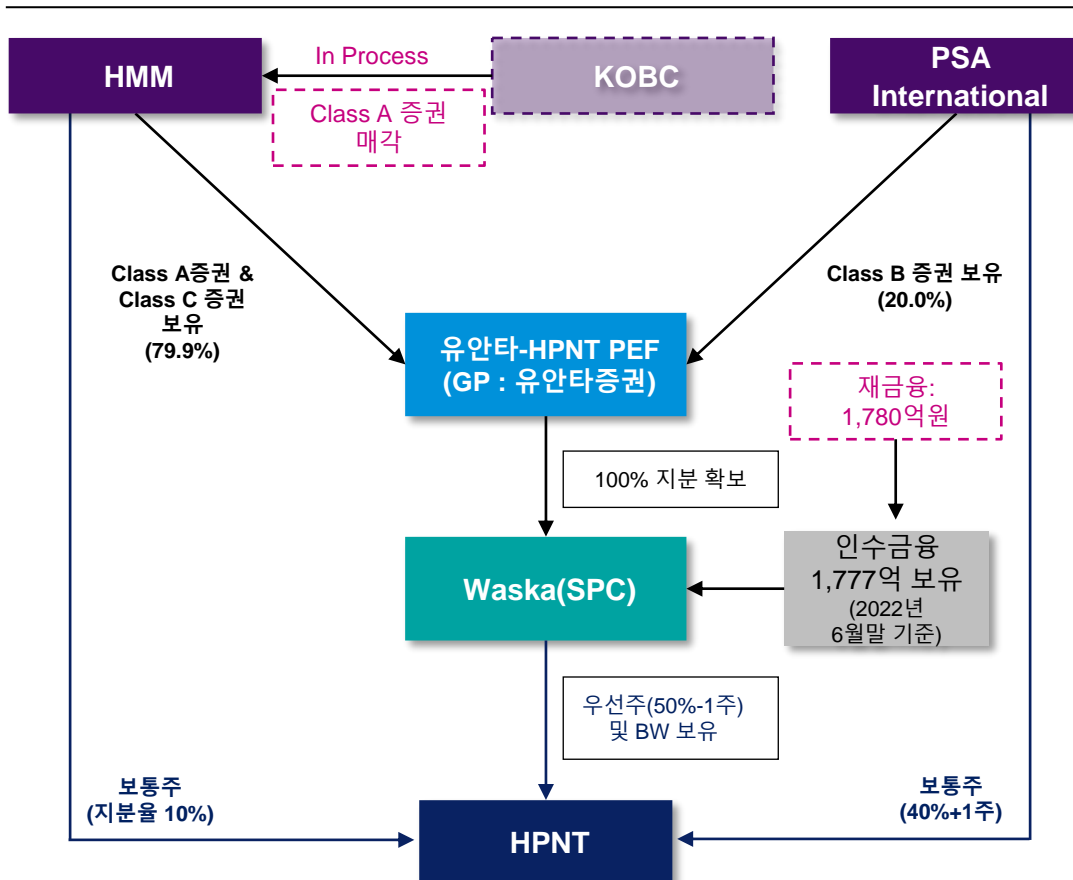 HMM
In Process
Class A 증권
매각
KOBC
PSA
International
Class A증권 &
Class C 증권
보유
(79.9%)
Class B 증권 보유
(20.0%)
유안타-HPNT PEF
(GP : 유안타증권)
재금융:
1,780억원
100% 지분 확보
Waska(SPC)
인수금융
1,777억 보유
(2022년
6월말 기준)
우선주(50%-1주)
및 BW 보유
보통주
(지분율 10%)
보통주
(40%+1주)
HPNT